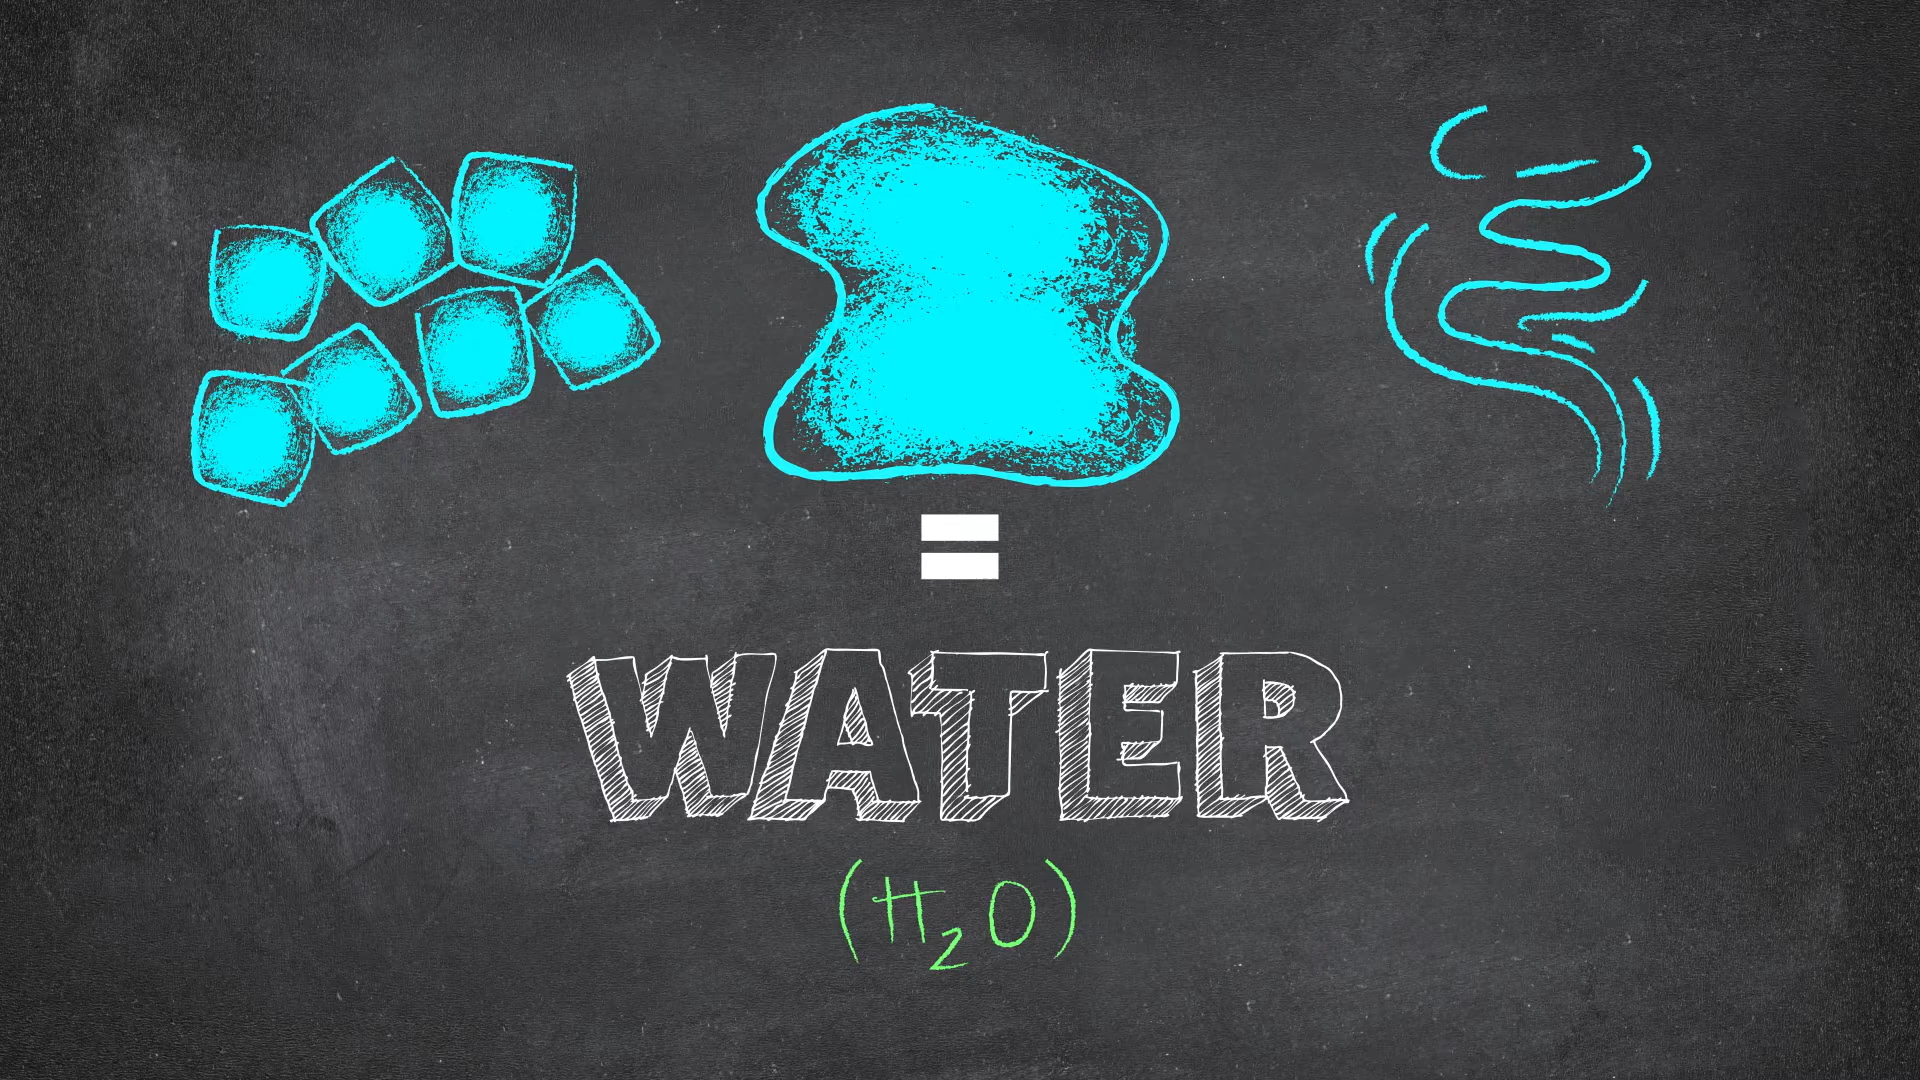 =
WATER
(H₂O)